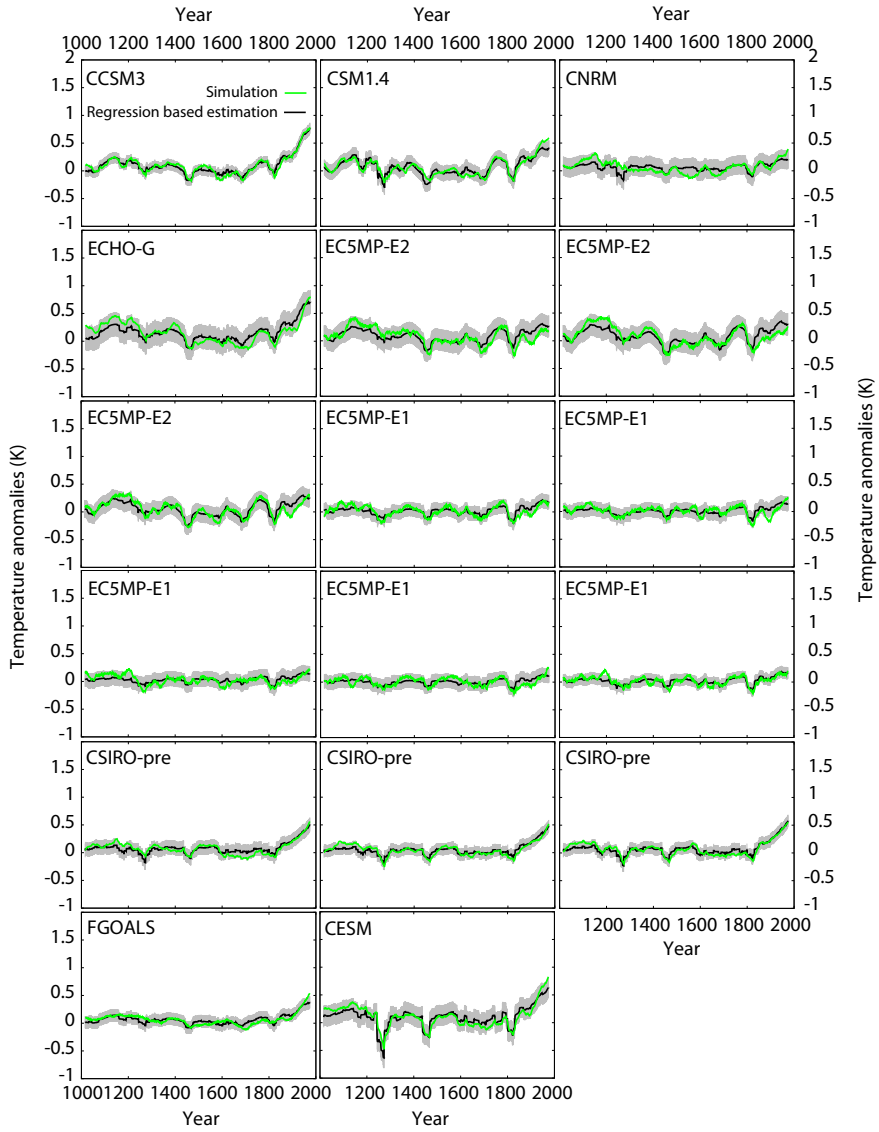 Year Year Year
1000 1200 1400 1600 1800 2000 1200 1400 1600 1800 2000 1200 1400 1600 1800 2000
CCSM3 CSM1.4 CNRM
Simulation
Regression based estimation
2 2
1.5 1.5
1 1
0.5 0.5
0 0
-0.5 -0.5
-1 -1
ECHO-G EC5MP-E2 EC5MP-E2
1.5 1.5
1 1
0.5 0.5
0 0
-0.5 -0.5
-1 -1
EC5MP-E2 EC5MP-E1 EC5MP-E1
1.5 1.5
1 1
0.5 0.5
0 0
-0.5 -0.5
-1 -1
Temperature anomalies (K) Temperature anomalies (K)
EC5MP-E1 EC5MP-E1 EC5MP-E1
1.5 1.5
1 1
0.5 0.5
0 0
-0.5 -0.5
-1 -1
CSIRO-pre CSIRO-pre CSIRO-pre
1.5 1.5
1 1
0.5 0.5
0 0
-0.5 -0.5
-1 -1
1200 1400 1600 1800 2000
Year
FGOALS CESM
1.5
1
0.5
0
-0.5
-1
1000 1200 1400 1600 1800 2000 1200 1400 1600 1800 2000
Year Year